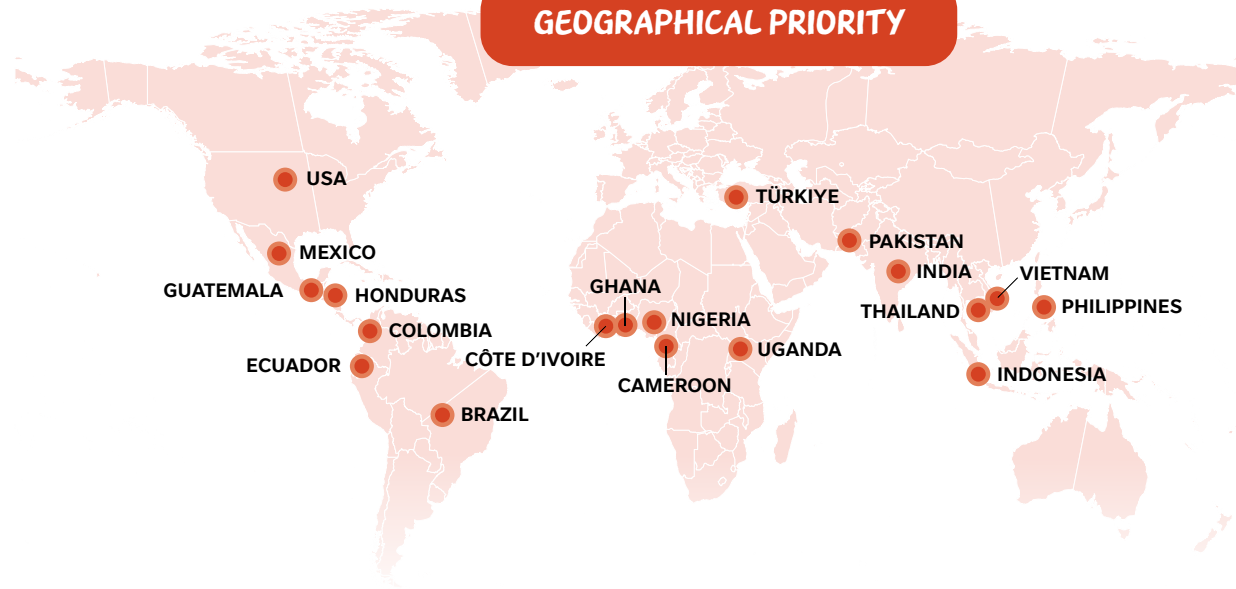 GEOGRAPHICAL PRIORITY
USA
TÜRKIYE
MEXICO
PAKISTAN
INDIA
VIETNAM
GUATEMALA
HONDURAS
GHANA
THAILAND
PHILIPPINES
COLOMBIA
NIGERIA
CÔTE D’IVOIRE
UGANDA
ECUADOR
CAMEROON
INDONESIA
BRAZIL